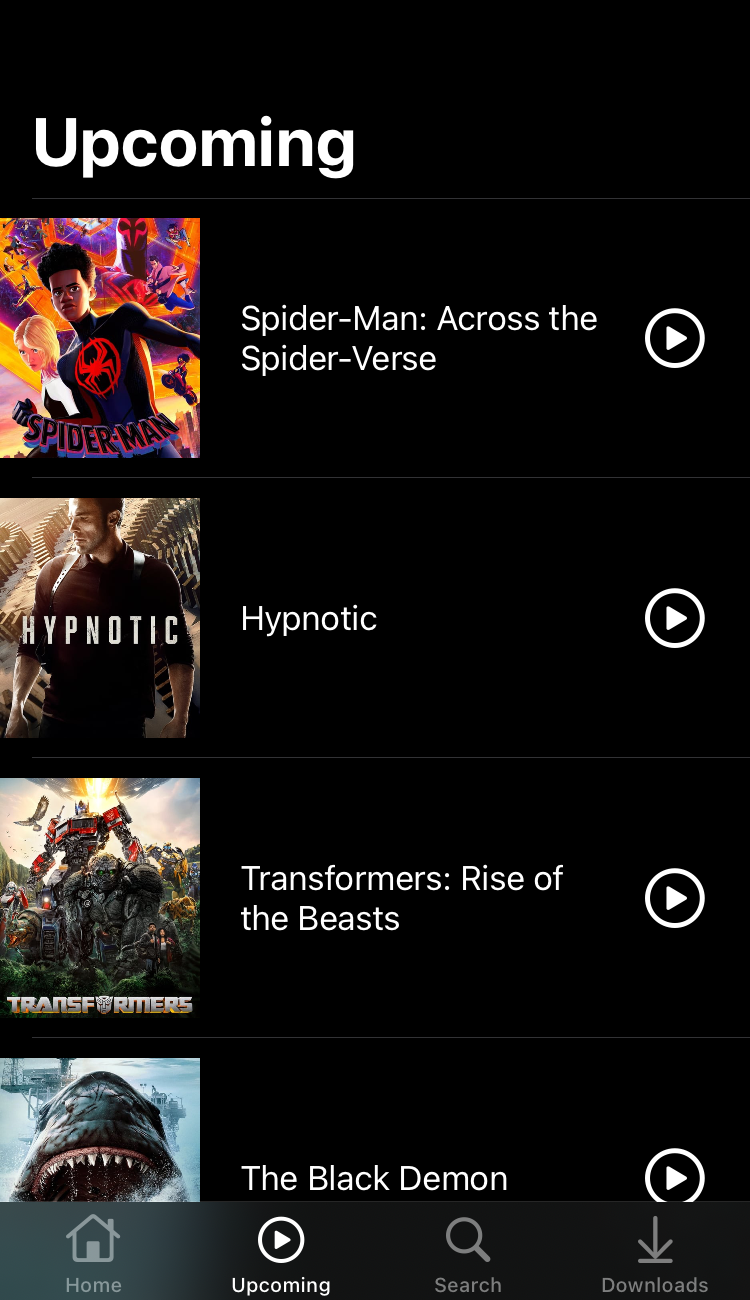 Upcoming
Spider-Man: Across the
Spider-Verse
SPIDER-MAN
Hypnotic
HYPNOTIC
Transformers: Rise of
the Beasts
TRANSFORMERS
The Black Demon
Home
Upcoming
Search
Downloads